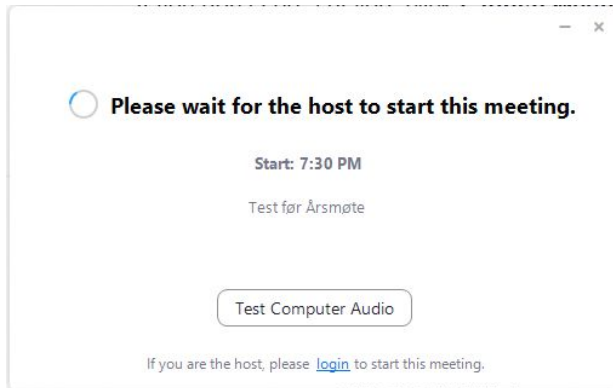 Please wait for the host to start this meeting.
Start: 7:30 PM
Test før Årsmøte
Test Computer Audio
If you are the host, please login to start this meeting.